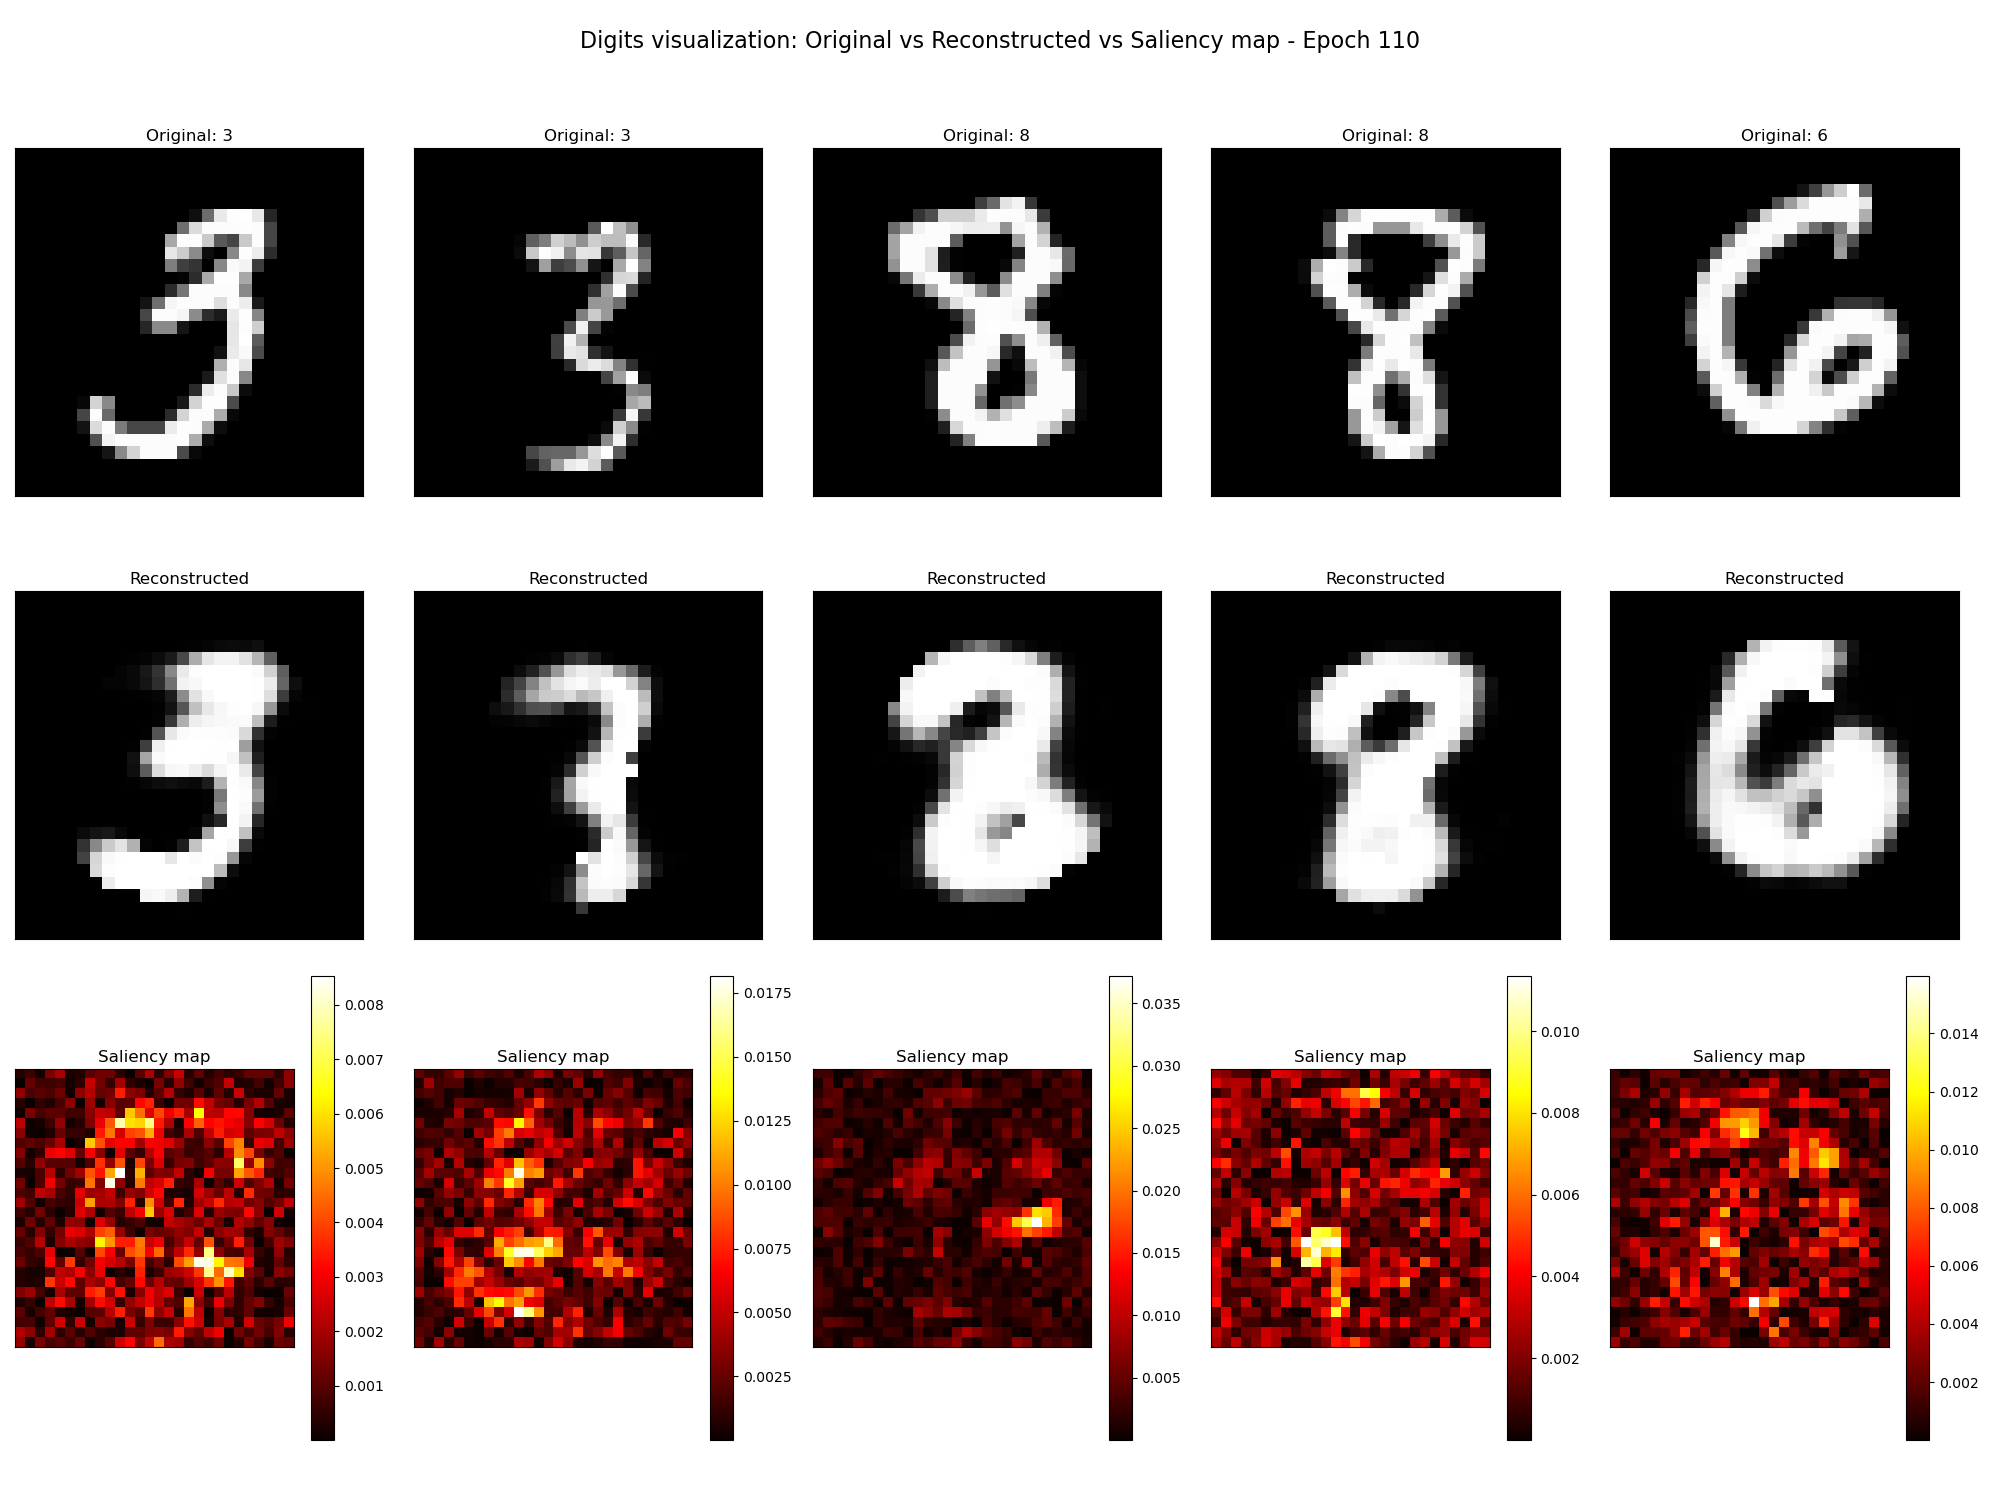 Digits visualization: Original vs Reconstructed vs Saliency map - Epoch 110
Original: 3
Original: 3
Original: 8
Original: 8
Original: 6
Reconstructed
Reconstructed
Reconstructed
Reconstructed
Reconstructed
Saliency map
0.008
0.007
0.006
0.005
0.004
0.003
0.002
0.001
Saliency map
0.0175
0.0150
0.0125
0.0100
0.0075
0.0050
0.0025
Saliency map
0.035
0.030
0.025
0.020
0.015
0.010
0.005
Saliency map
0.010
0.008
0.006
0.004
0.002
Saliency map
0.014
0.012
0.010
0.008
0.006
0.004
0.002